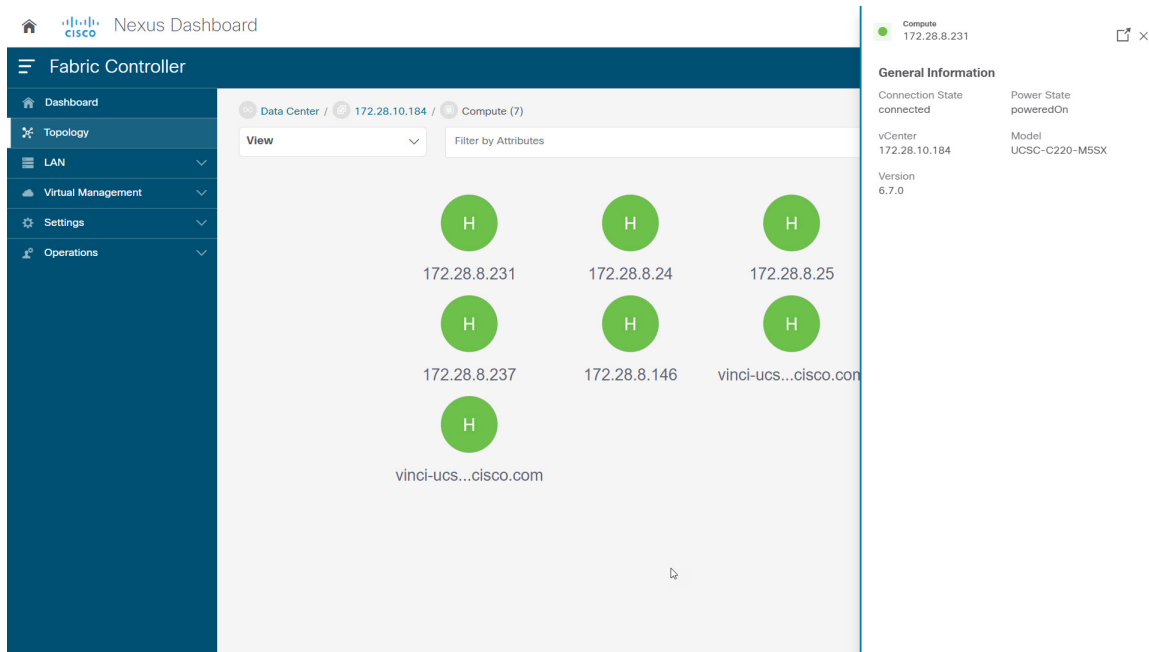 CISCO Nexus Dashboard
Fabric Controller
Dashboard
Topology
LAN
Virtual Management
Settings
Operations
Data Center / 172.28.10.184 / Compute (7)
View
Filter by Attributes
H H H
172.28.8.231 172.28.8.24 172.28.8.25
H H H
172.28.8.237 172.28.8.146 vinci-ucs...cisco.com
H
vinci-ucs...cisco.com
Compute
172.28.8.231
General Information
Connection State Power State
connected poweredOn
vCenter Model
172.28.10.184 UCSC-C220-M5SX
Version
6.7.0